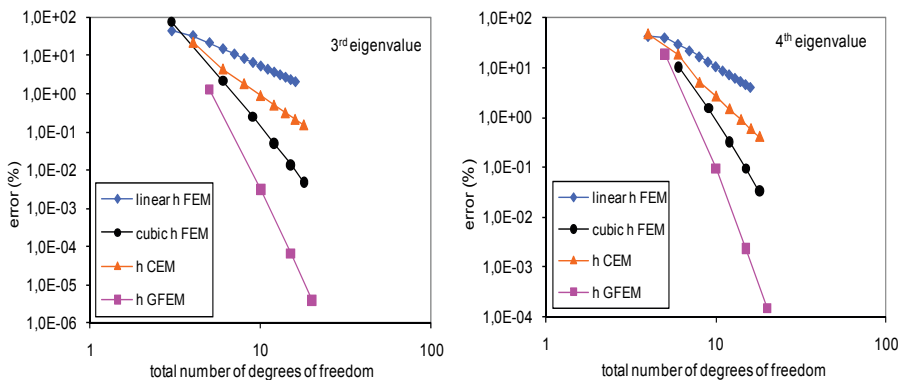 3rd eigenvalue
1,0E+02
1,0E+01
1,0E+00
1,0E-01
1,0E-02
1,0E-03
1,0E-04
1,0E-05
1,0E-06
error (%)
linear h FEM
cubic h FEM
h CEM
h GFEM
1
10
100
total number of degrees of freedom
4th eigenvalue
1,0E+02
1,0E+01
1,0E+00
1,0E-01
1,0E-02
1,0E-03
1,0E-04
error (%)
linear h FEM
cubic h FEM
h CEM
h GFEM
1
10
100
total number of degrees of freedom